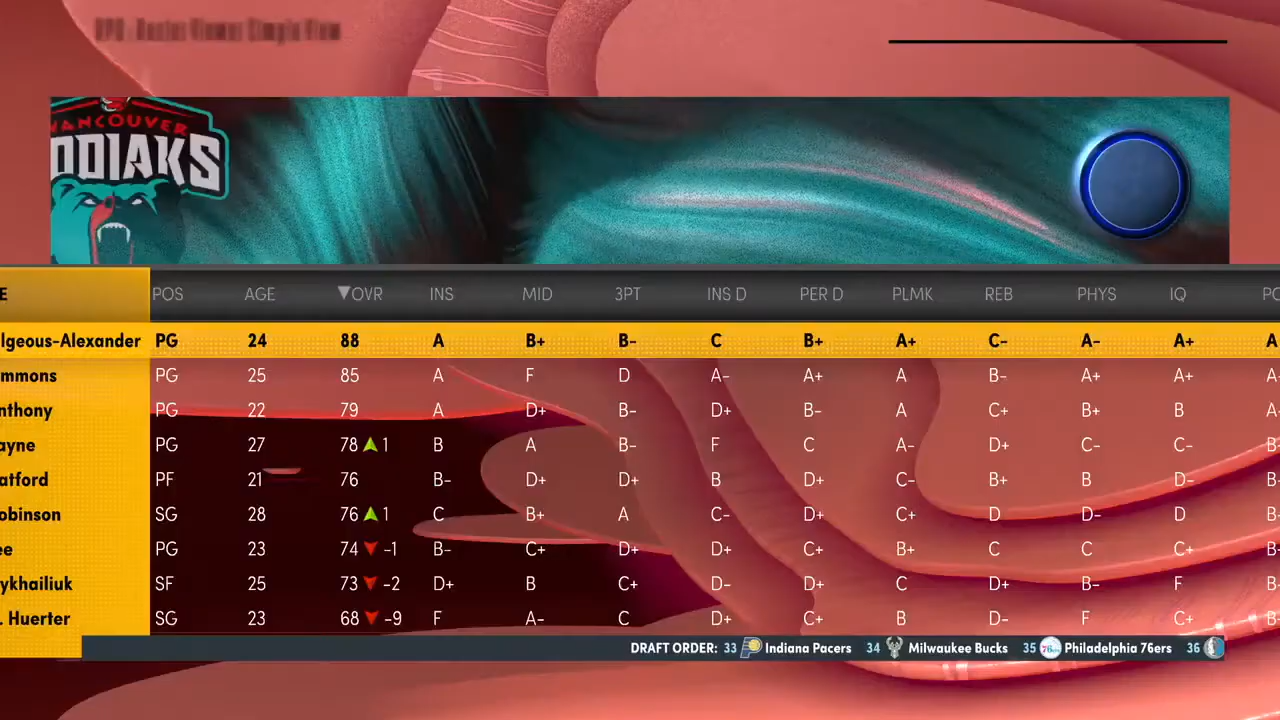 VANCOUVER
ODIAKS
E POS AGE ▼OVR INS MID 3PT INS D PER D PLMK REB PHYS IQ PO
lgeous-Alexander PG 24 88 A B+ B- C B+ A+ C- A- A+ A
mmons PG 25 85 A F D A- A+ A B- A+ A+ A-
nthony PG 22 79 A D+ B- D+ B- A C+ B+ B A-
ayne PG 27 78 ▲ 1 B A B- F C A- D+ C- C- B-
atford PF 21 76 B- D+ D+ B D+ C- B+ B D- B-
obinson SG 28 76 ▲ 1 C B+ A C- D+ C+ D D- D B-
ee PG 23 74 ▼ -1 B- C+ D+ D+ C+ B+ C C C+ B-
ykhailiuk SF 25 73 ▼ -2 D+ B C+ D- D+ C D+ B- F B-
. Huerter SG 23 68 ▼ -9 F A- C D+ C+ B D- F C+ B-
DRAFT ORDER: 33 Indiana Pacers 34 Milwaukee Bucks 35 76ers Philadelphia 76ers 36